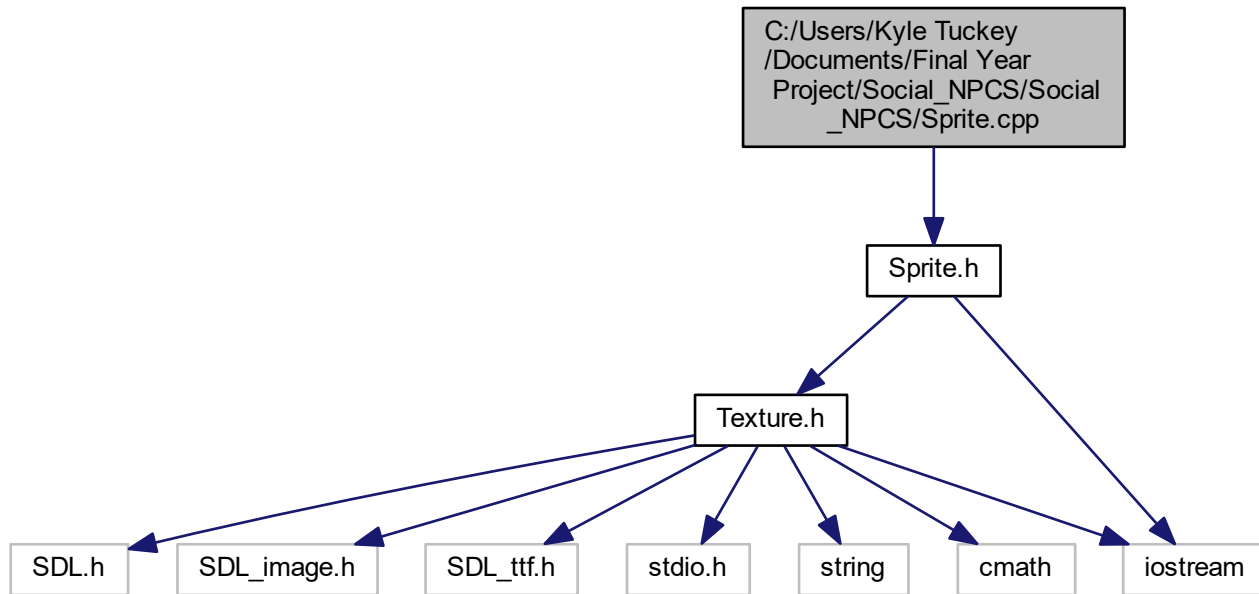 C:/Users/Kyle Tuckey
/Documents/Final Year
Project/Social_NPCS/Social
_NPCS/Sprite.cpp
Sprite.h
Texture.h
SDL.h
SDL_image.h
SDL_ttf.h
stdio.h
string
cmath
iostream